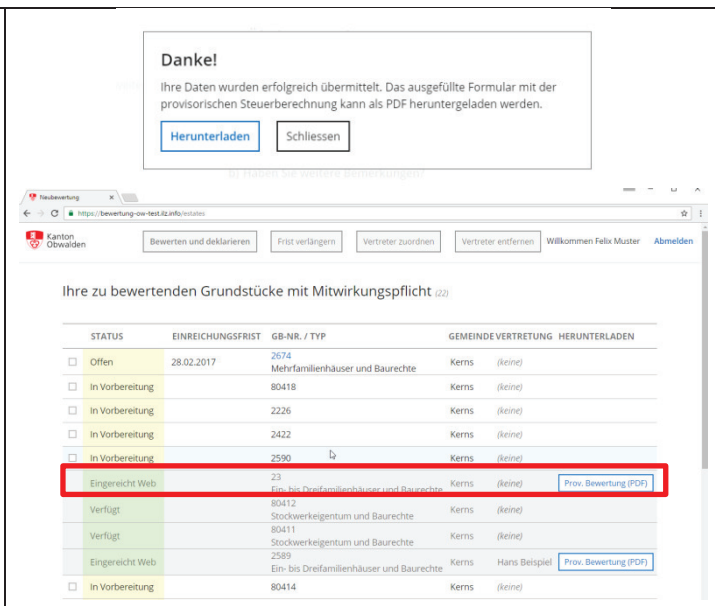 Danke!
Ihre Daten wurden erfolgreich übermittelt. Das ausgefüllte Formular mit der
provisorischen Steuerberechnung kann als PDF heruntergeladen werden.
Herunterladen Schliessen
b) Haben Sie weitere Bemerkungen?
Neubewertung
https://bewertung-ow-test.ilz.info/estates
Kanton
Obwalden
Bewerten und deklarieren Frist verlängern Vertreter zuordnen Vertreter entfernen Willkommen Felix Muster Abmelden
Ihre zu bewertenden Grundstücke mit Mitwirkungspflicht (22)
STATUS EINREICHUNGSFRIST GB-NR. / TYP GEMEINDE VERTRETUNG HERUNTERLADEN
Offen 28.02.2017 2674 Kerns (keine)
Mehrfamilienhäuser und Baurechte
In Vorbereitung 80418 Kerns (keine)
In Vorbereitung 2226 Kerns (keine)
In Vorbereitung 2422 Kerns (keine)
In Vorbereitung 2590 Kerns (keine)
Eingereicht Web 23 Kerns (keine) Prov. Bewertung (PDF)
Ein- bis Dreifamilienhäuser und Baurechte
Verfügt 80412 Kerns (keine)
Stockwerkeigentum und Baurechte
Verfügt 80411 Kerns (keine)
Stockwerkeigentum und Baurechte
Eingereicht Web 2589 Kerns Hans Beispiel Prov. Bewertung (PDF)
Ein- bis Dreifamilienhäuser und Baurechte
In Vorbereitung 80414 Kerns (keine)